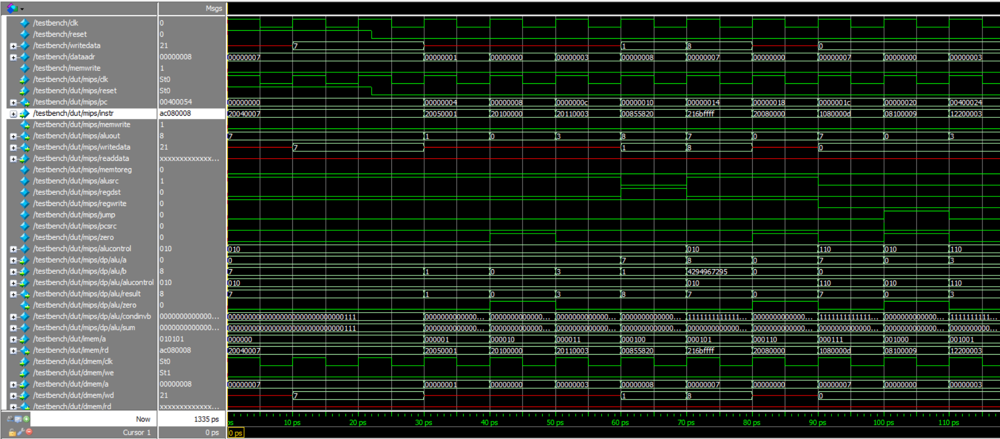 Msgs
/testbench/clk 0
/testbench/reset 0
/testbench/writedata 21 7 1 8 0
/testbench/dataadr 00000008 00000007 00000001 00000000 00000003 00000008 00000007 00000000 00000007 00000000 00000003
/testbench/memwrite 1
/testbench/dut/mips/clk St0
/testbench/dut/mips/reset St0
/testbench/dut/mips/pc 00400054 00000000 00000004 00000008 0000000c 00000010 00000014 00000018 0000001c 00000020 00400024
/testbench/dut/mips/instr ac080008 20040007 20050001 20100000 20110003 00855820 216bffff 20080000 1080000d 08100009 12200003
/testbench/dut/mips/memwrite 1
/testbench/dut/mips/aluout 8 7 1 0 3 8 7 0 7 0 3
/testbench/dut/mips/writedata 21 7 1 8 0
/testbench/dut/mips/readdata xxxxxxxxxxxxx...
/testbench/dut/mips/memtoreg 0
/testbench/dut/mips/alusrc 1
/testbench/dut/mips/regdst 0
/testbench/dut/mips/regwrite 0
/testbench/dut/mips/jump 0
/testbench/dut/mips/pcsrc 0
/testbench/dut/mips/zero 0
/testbench/dut/mips/alucontrol 010 010 010 110 010 110
/testbench/dut/mips/dp/alu/a 0 0 7 8 0 7 0 3
/testbench/dut/mips/dp/alu/b 8 7 1 0 3 1 4294967295 0 0
/testbench/dut/mips/dp/alu/alucontrol 010 010 010 110 010 110
/testbench/dut/mips/dp/alu/result 8 7 1 0 3 8 7 0 7 0 3
/testbench/dut/mips/dp/alu/zero 0
/testbench/dut/mips/dp/alu/condinvb 0000000000000... 00000000000000000000000000000111 0000000000000... 0000000000000... 0000000000000... 0000000000000... 1111111111111... 0000000000000... 1111111111111... 0000000000000... 1111111111...
/testbench/dut/mips/dp/alu/sum 0000000000000... 00000000000000000000000000000111 0000000000000... 0000000000000... 0000000000000... 0000000000000... 0000000000000... 0000000000000... 0000000000000... 0000000000000... 0000000000...
/testbench/dut/imem/a 010101 000000 000001 000010 000011 000100 000101 000110 000111 001000 001001
/testbench/dut/imem/rd ac080008 20040007 20050001 20100000 20110003 00855820 216bffff 20080000 1080000d 08100009 12200003
/testbench/dut/dmem/clk St0
/testbench/dut/dmem/we St1
/testbench/dut/dmem/a 00000008 00000007 00000001 00000000 00000003 00000008 00000007 00000000 00000007 00000000 00000003
/testbench/dut/dmem/wd 21 7 1 8 0
/testbench/dut/dmem/rd xxxxxxxxxxxxx...
Now 1335 ps ps 10 ps 20 ps 30 ps 40 ps 50 ps 60 ps 70 ps 80 ps 90 ps 100 ps 110 ps
Cursor 1 0 ps 0 ps